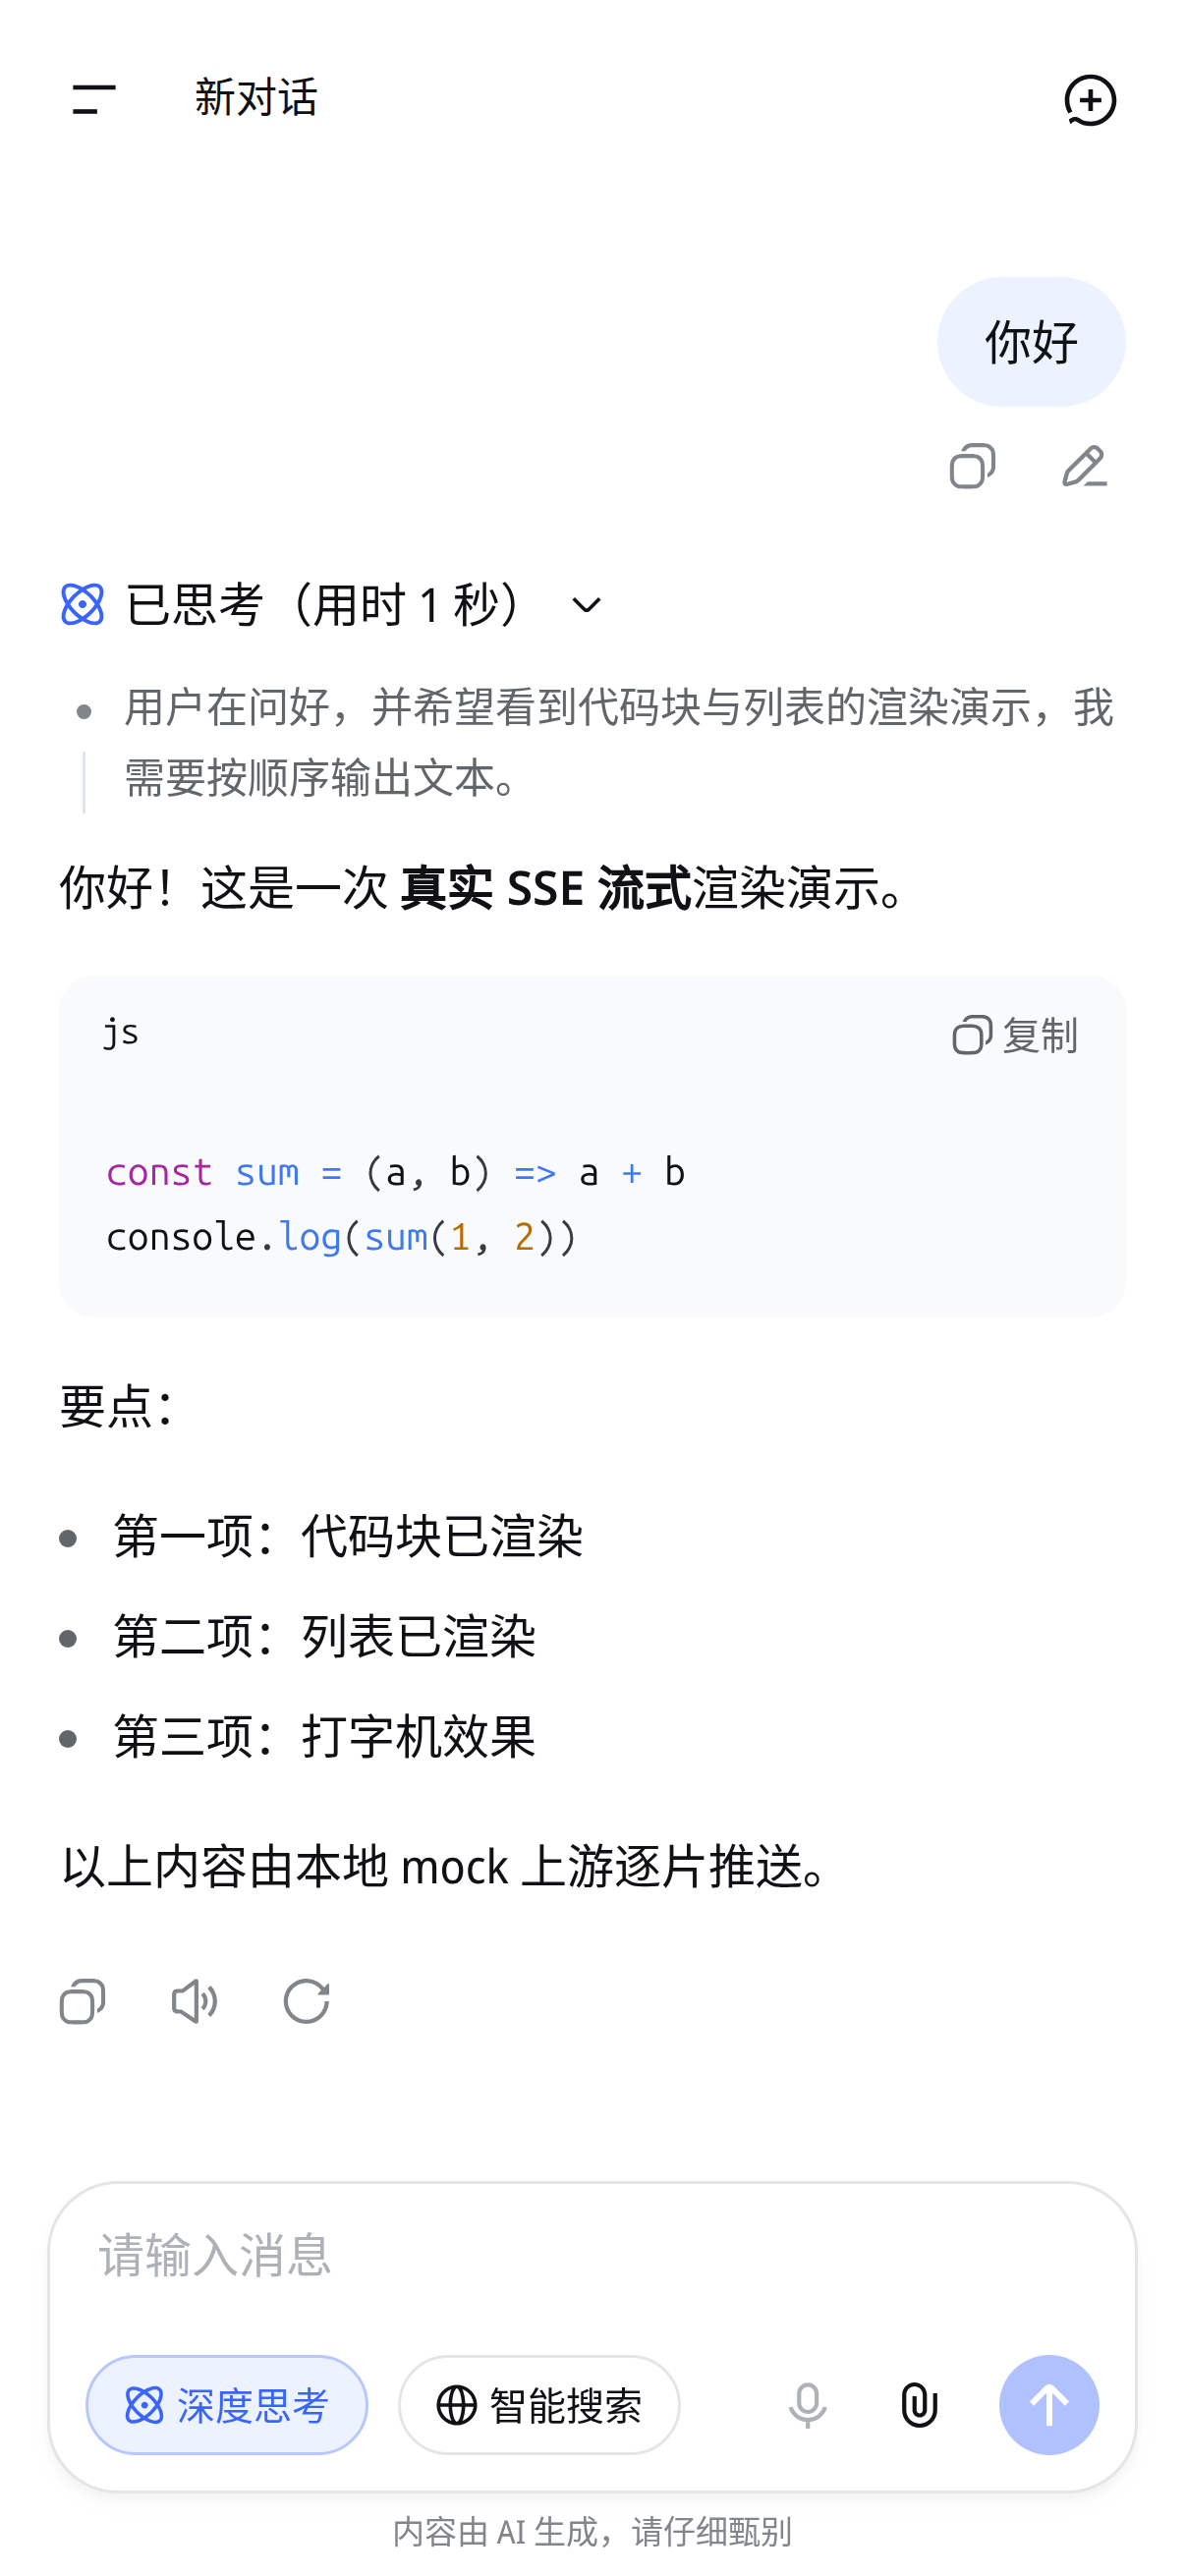 新对话
你好
已思考（用时 1 秒）
用户在问好，并希望看到代码块与列表的渲染演示，我
需要按顺序输出文本。
你好！这是一次 真实 SSE 流式渲染演示。
js
复制
const sum = (a, b) => a + b
console.log(sum(1, 2))
要点：
第一项：代码块已渲染
第二项：列表已渲染
第三项：打字机效果
以上内容由本地 mock 上游逐片推送。
请输入消息
深度思考
智能搜索
内容由 AI 生成，请仔细甄别